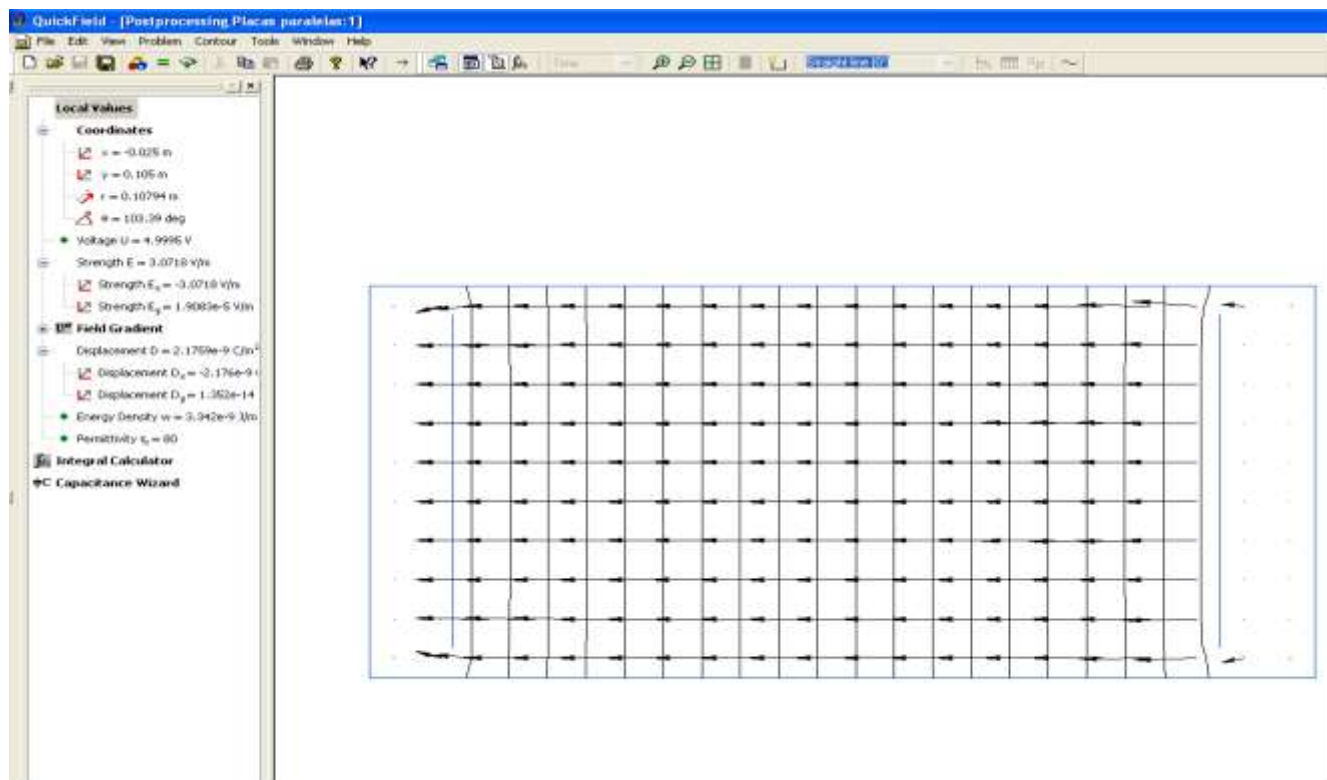 QuickField - [Postprocessing Placas paralelas:1]
File Edit View Problem Contour Tools Window Help
Local Values
Coordinates
x = -0.025 m
y = 0.105 m
r = 0.10794 m
θ = 103.39 deg
Voltage U = 4.9995 V
Strength E = 3.0718 V/m
Strength Eₓ = -3.0718 V/m
Strength Eᵧ = 1.9083e-5 V/m
Field Gradient
Displacement D = 2.1759e-9 C/m²
Displacement Dₓ = -2.176e-9
Displacement Dᵧ = 1.352e-14
Energy Density w = 3.342e-9 J/m
Permittivity εᵣ = 80
Integral Calculator
Capacitance Wizard